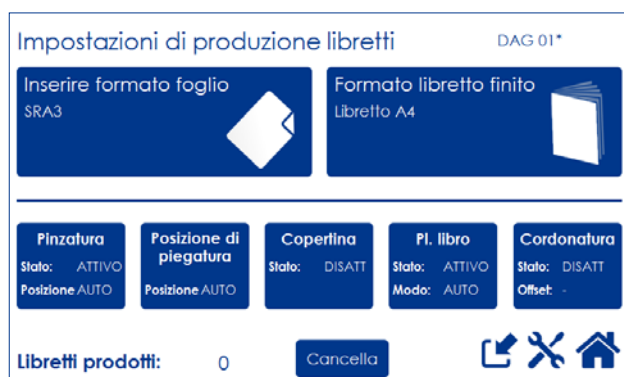 Impostazioni di produzione libretti DAG 01*
Inserire formato foglio
SRA3
Formato libretto finito
Libretto A4
Pinzatura
Stato: ATTIVO
Posizione AUTO
Posizione di
piegatura
Posizione AUTO
Copertina
Stato: DISATT
Pl. libro
Stato: ATTIVO
Modo: AUTO
Cordonatura
Stato: DISATT
Offset: -
Libretti prodotti: 0
Cancella